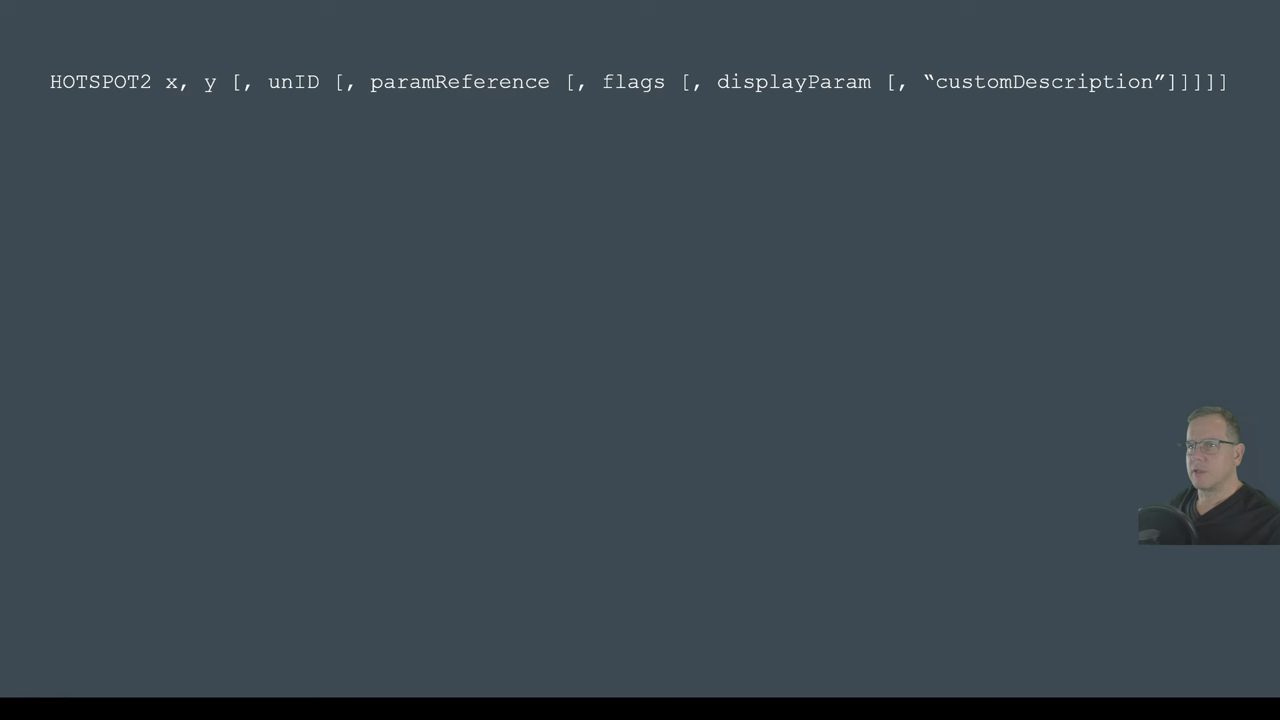 HOTSPOT2 x, y [, unID [, paramReference [, flags [, displayParam [, “customDescription”]]]]]